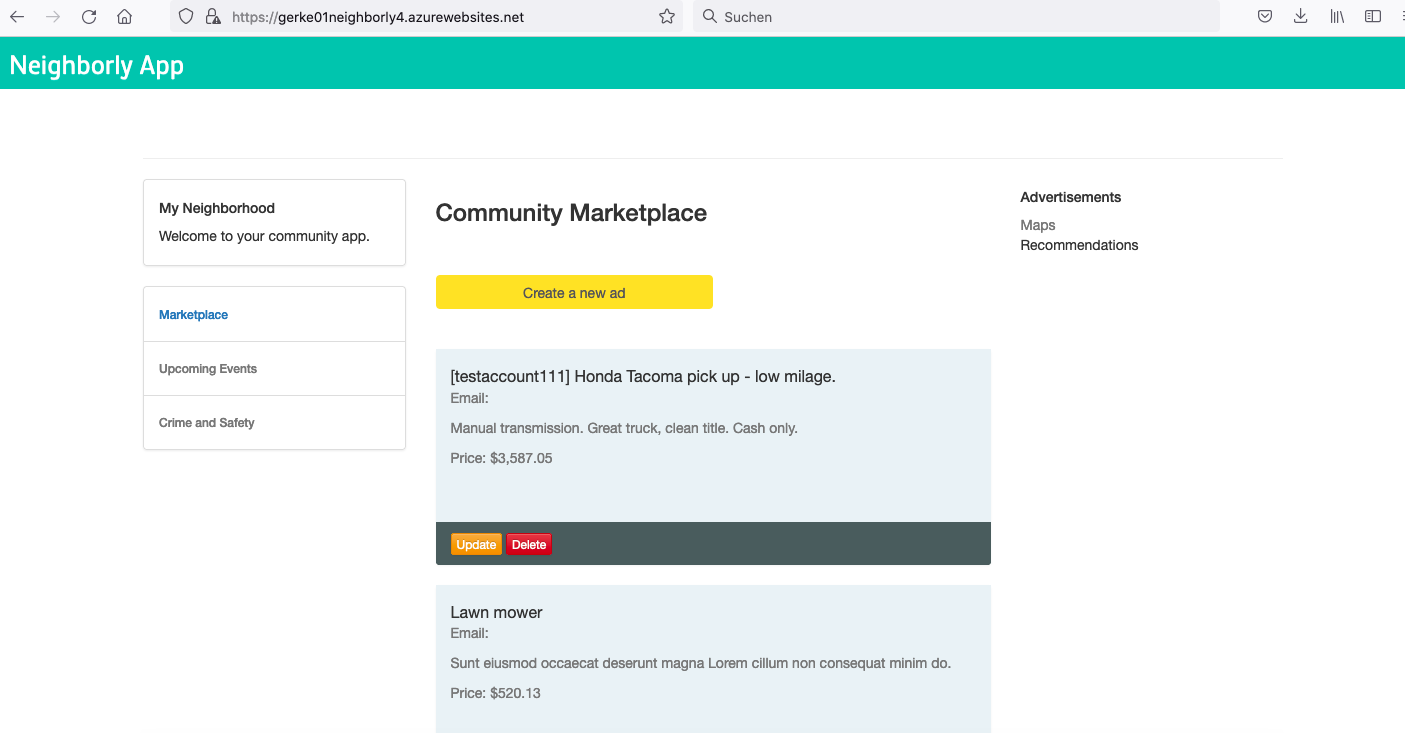 https://gerke01neighborly4.azurewebsites.net
Suchen
Neighborly App
My Neighborhood
Welcome to your community app.
Marketplace
Upcoming Events
Crime and Safety
Community Marketplace
Create a new ad
[testaccount111] Honda Tacoma pick up - low milage.
Email:
Manual transmission. Great truck, clean title. Cash only.
Price: $3,587.05
Update Delete
Lawn mower
Email:
Sunt eiusmod occaecat deserunt magna Lorem cillum non consequat minim do.
Price: $520.13
Advertisements
Maps
Recommendations